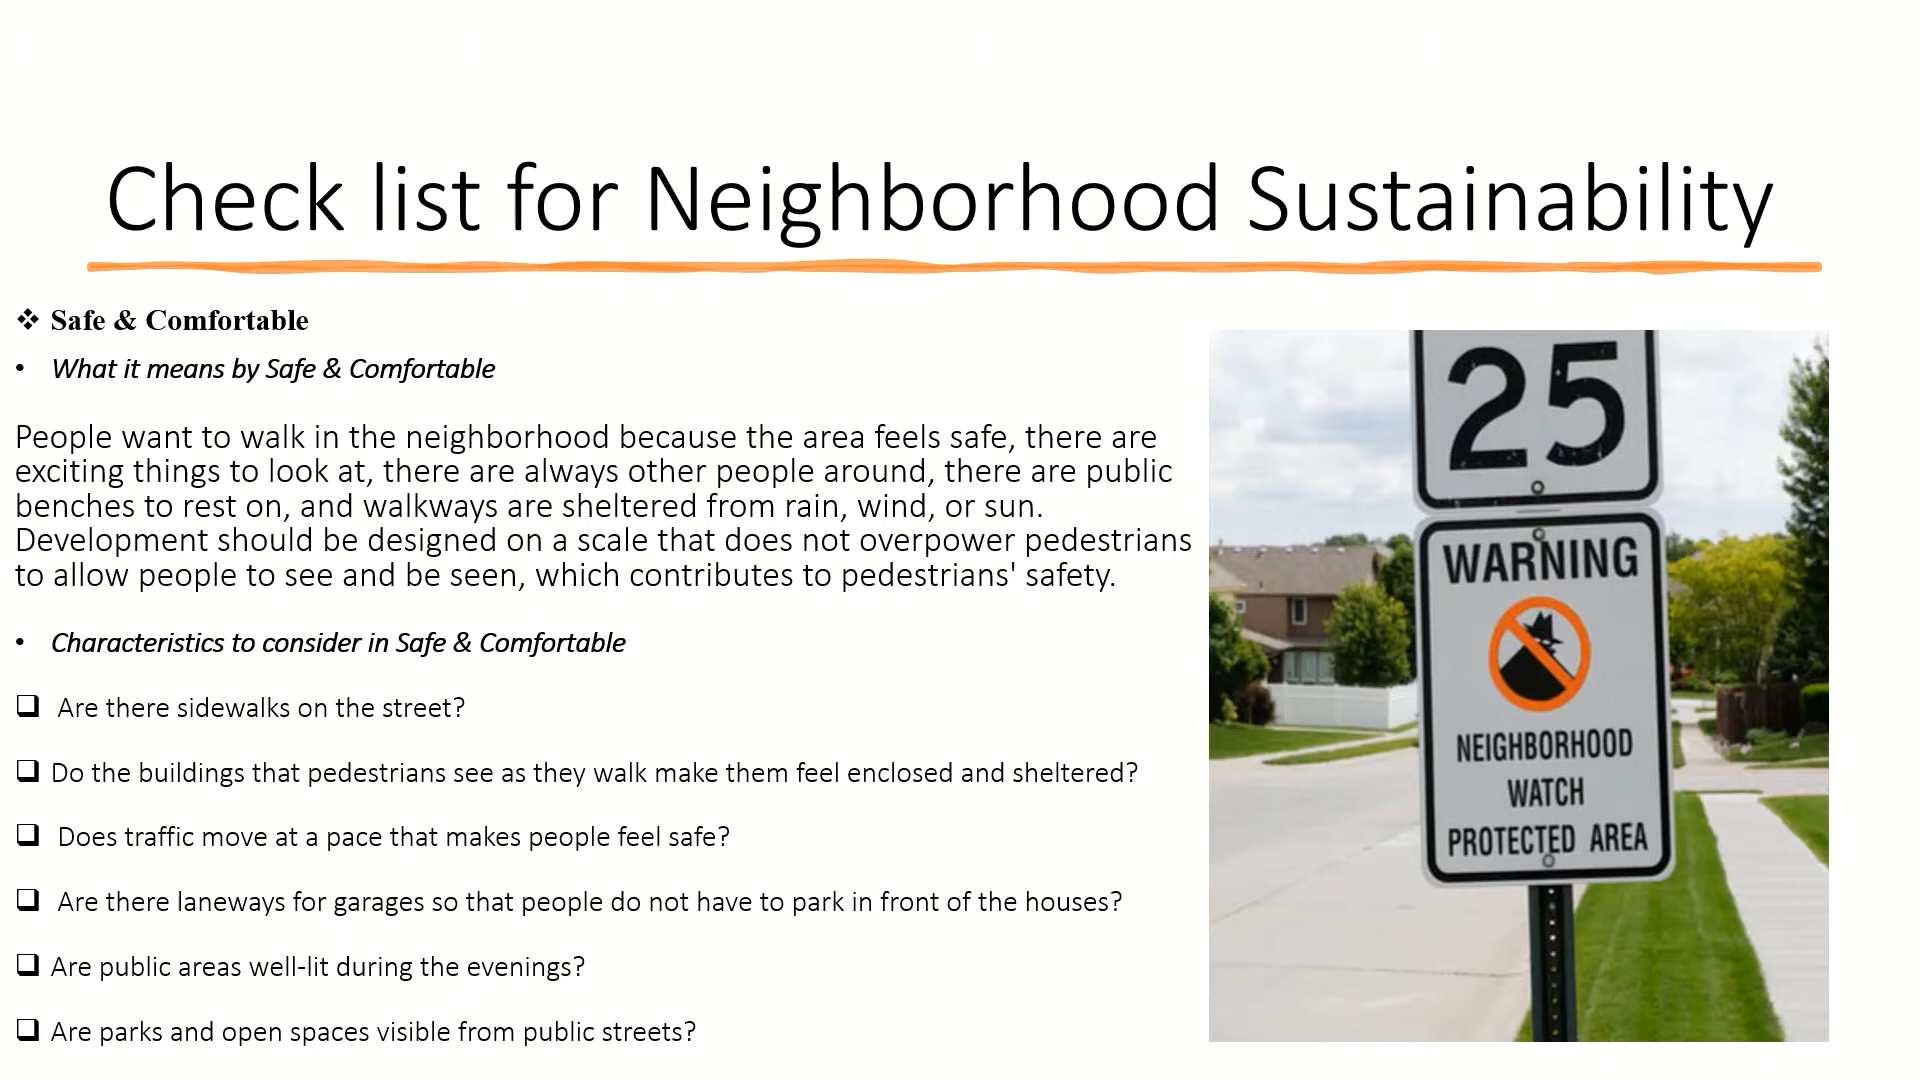 Check list for Neighborhood Sustainability
❖ Safe & Comfortable
• What it means by Safe & Comfortable
People want to walk in the neighborhood because the area feels safe, there are
exciting things to look at, there are always other people around, there are public
benches to rest on, and walkways are sheltered from rain, wind, or sun.
Development should be designed on a scale that does not overpower pedestrians
to allow people to see and be seen, which contributes to pedestrians' safety.
• Characteristics to consider in Safe & Comfortable
❑ Are there sidewalks on the street?
❑ Do the buildings that pedestrians see as they walk make them feel enclosed and sheltered?
❑ Does traffic move at a pace that makes people feel safe?
❑ Are there laneways for garages so that people do not have to park in front of the houses?
❑ Are public areas well-lit during the evenings?
❑ Are parks and open spaces visible from public streets?
25
WARNING
NEIGHBORHOOD
WATCH
PROTECTED AREA